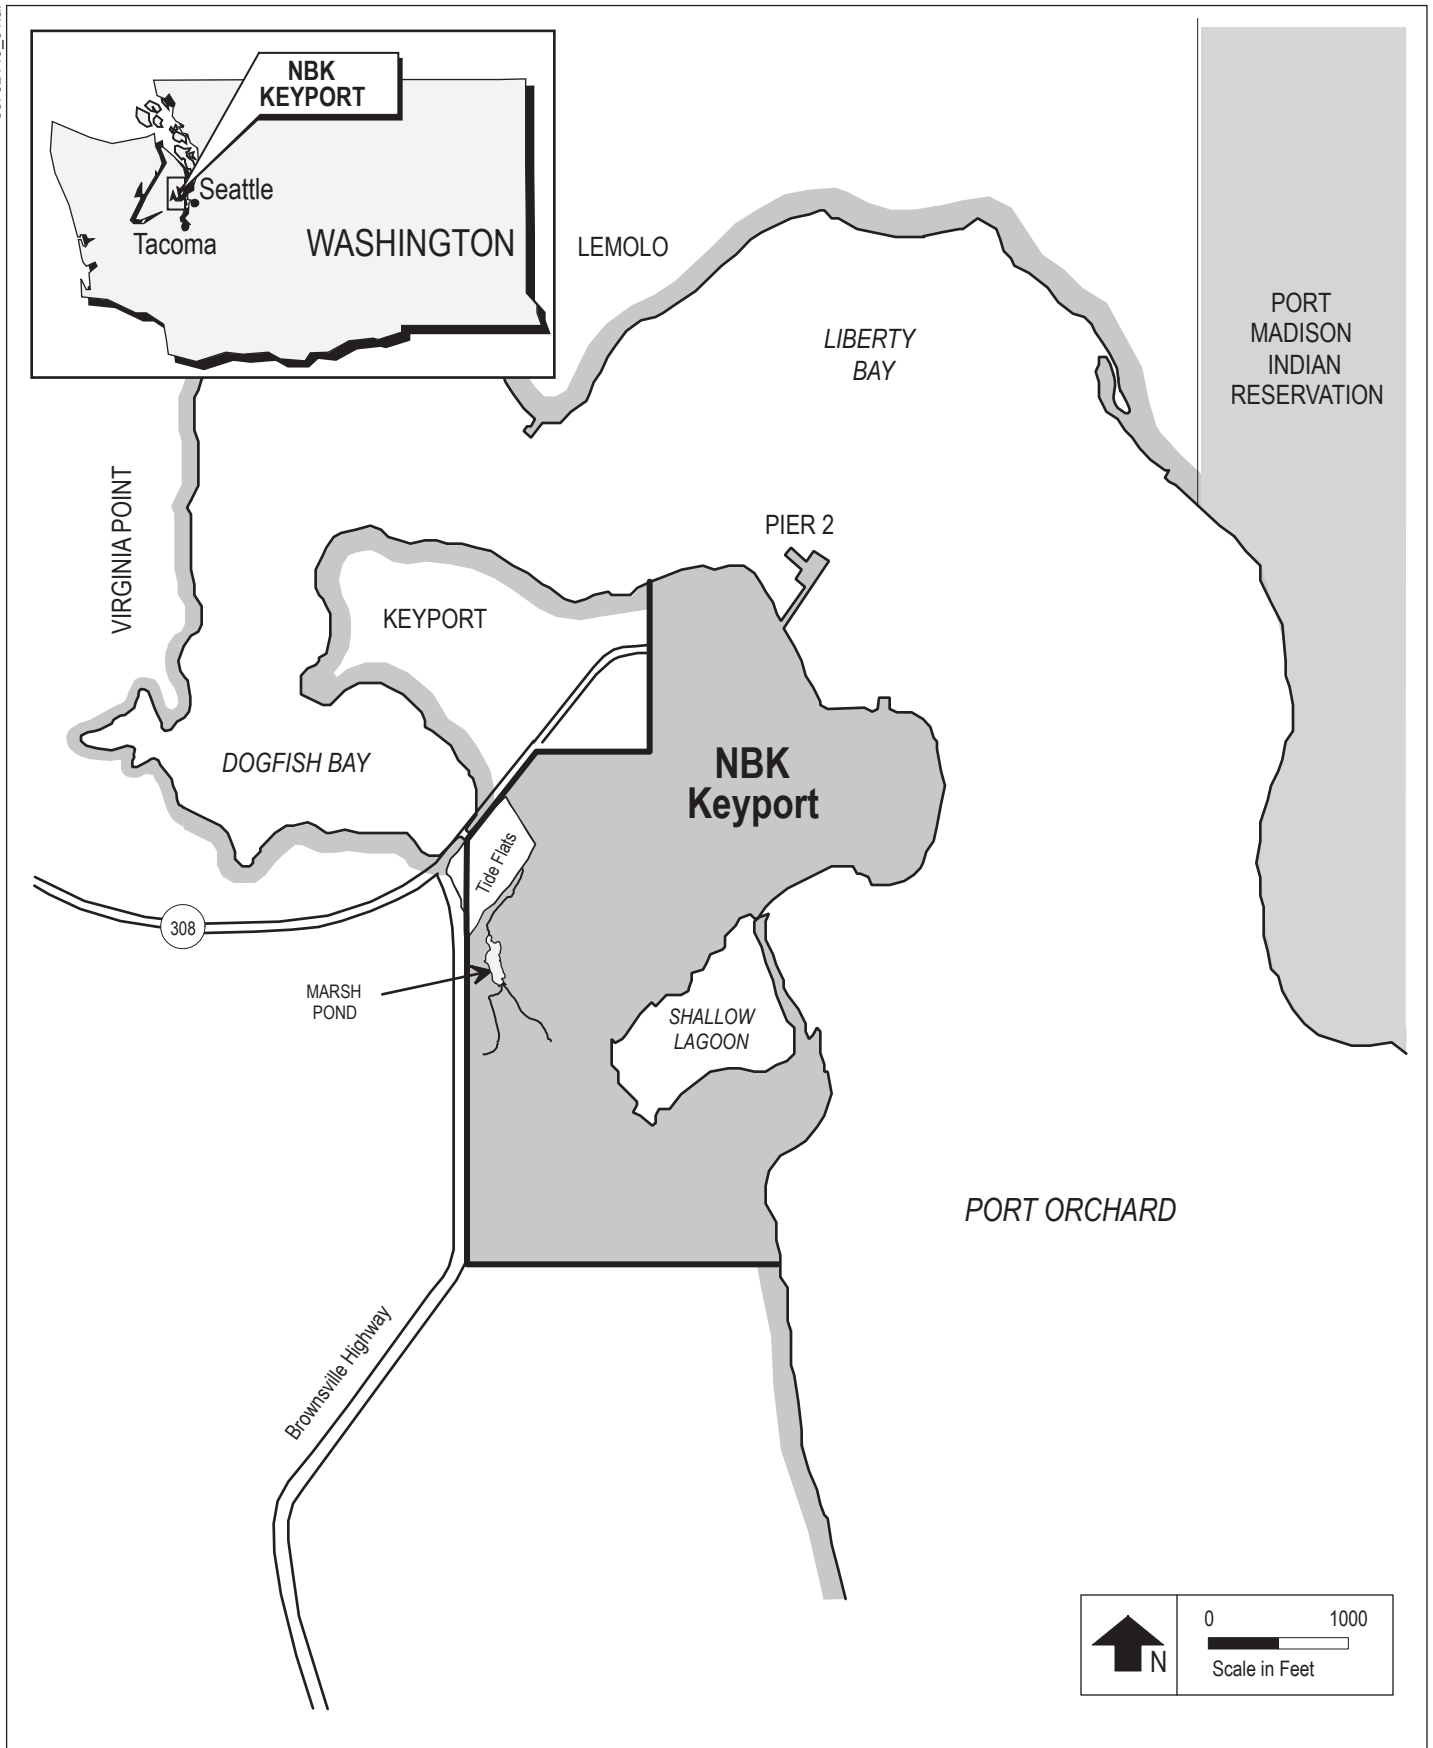 NBK
KEYPORT
Seattle
Tacoma
WASHINGTON
LEMOLO
LIBERTY
BAY
PORT
MADISON
INDIAN
RESERVATION
VIRGINIA POINT
PIER 2
KEYPORT
DOGFISH BAY
NBK
Keyport
Tide Flats
308
MARSH
POND
SHALLOW
LAGOON
PORT ORCHARD
Brownsville Highway
N
0 1000
Scale in Feet